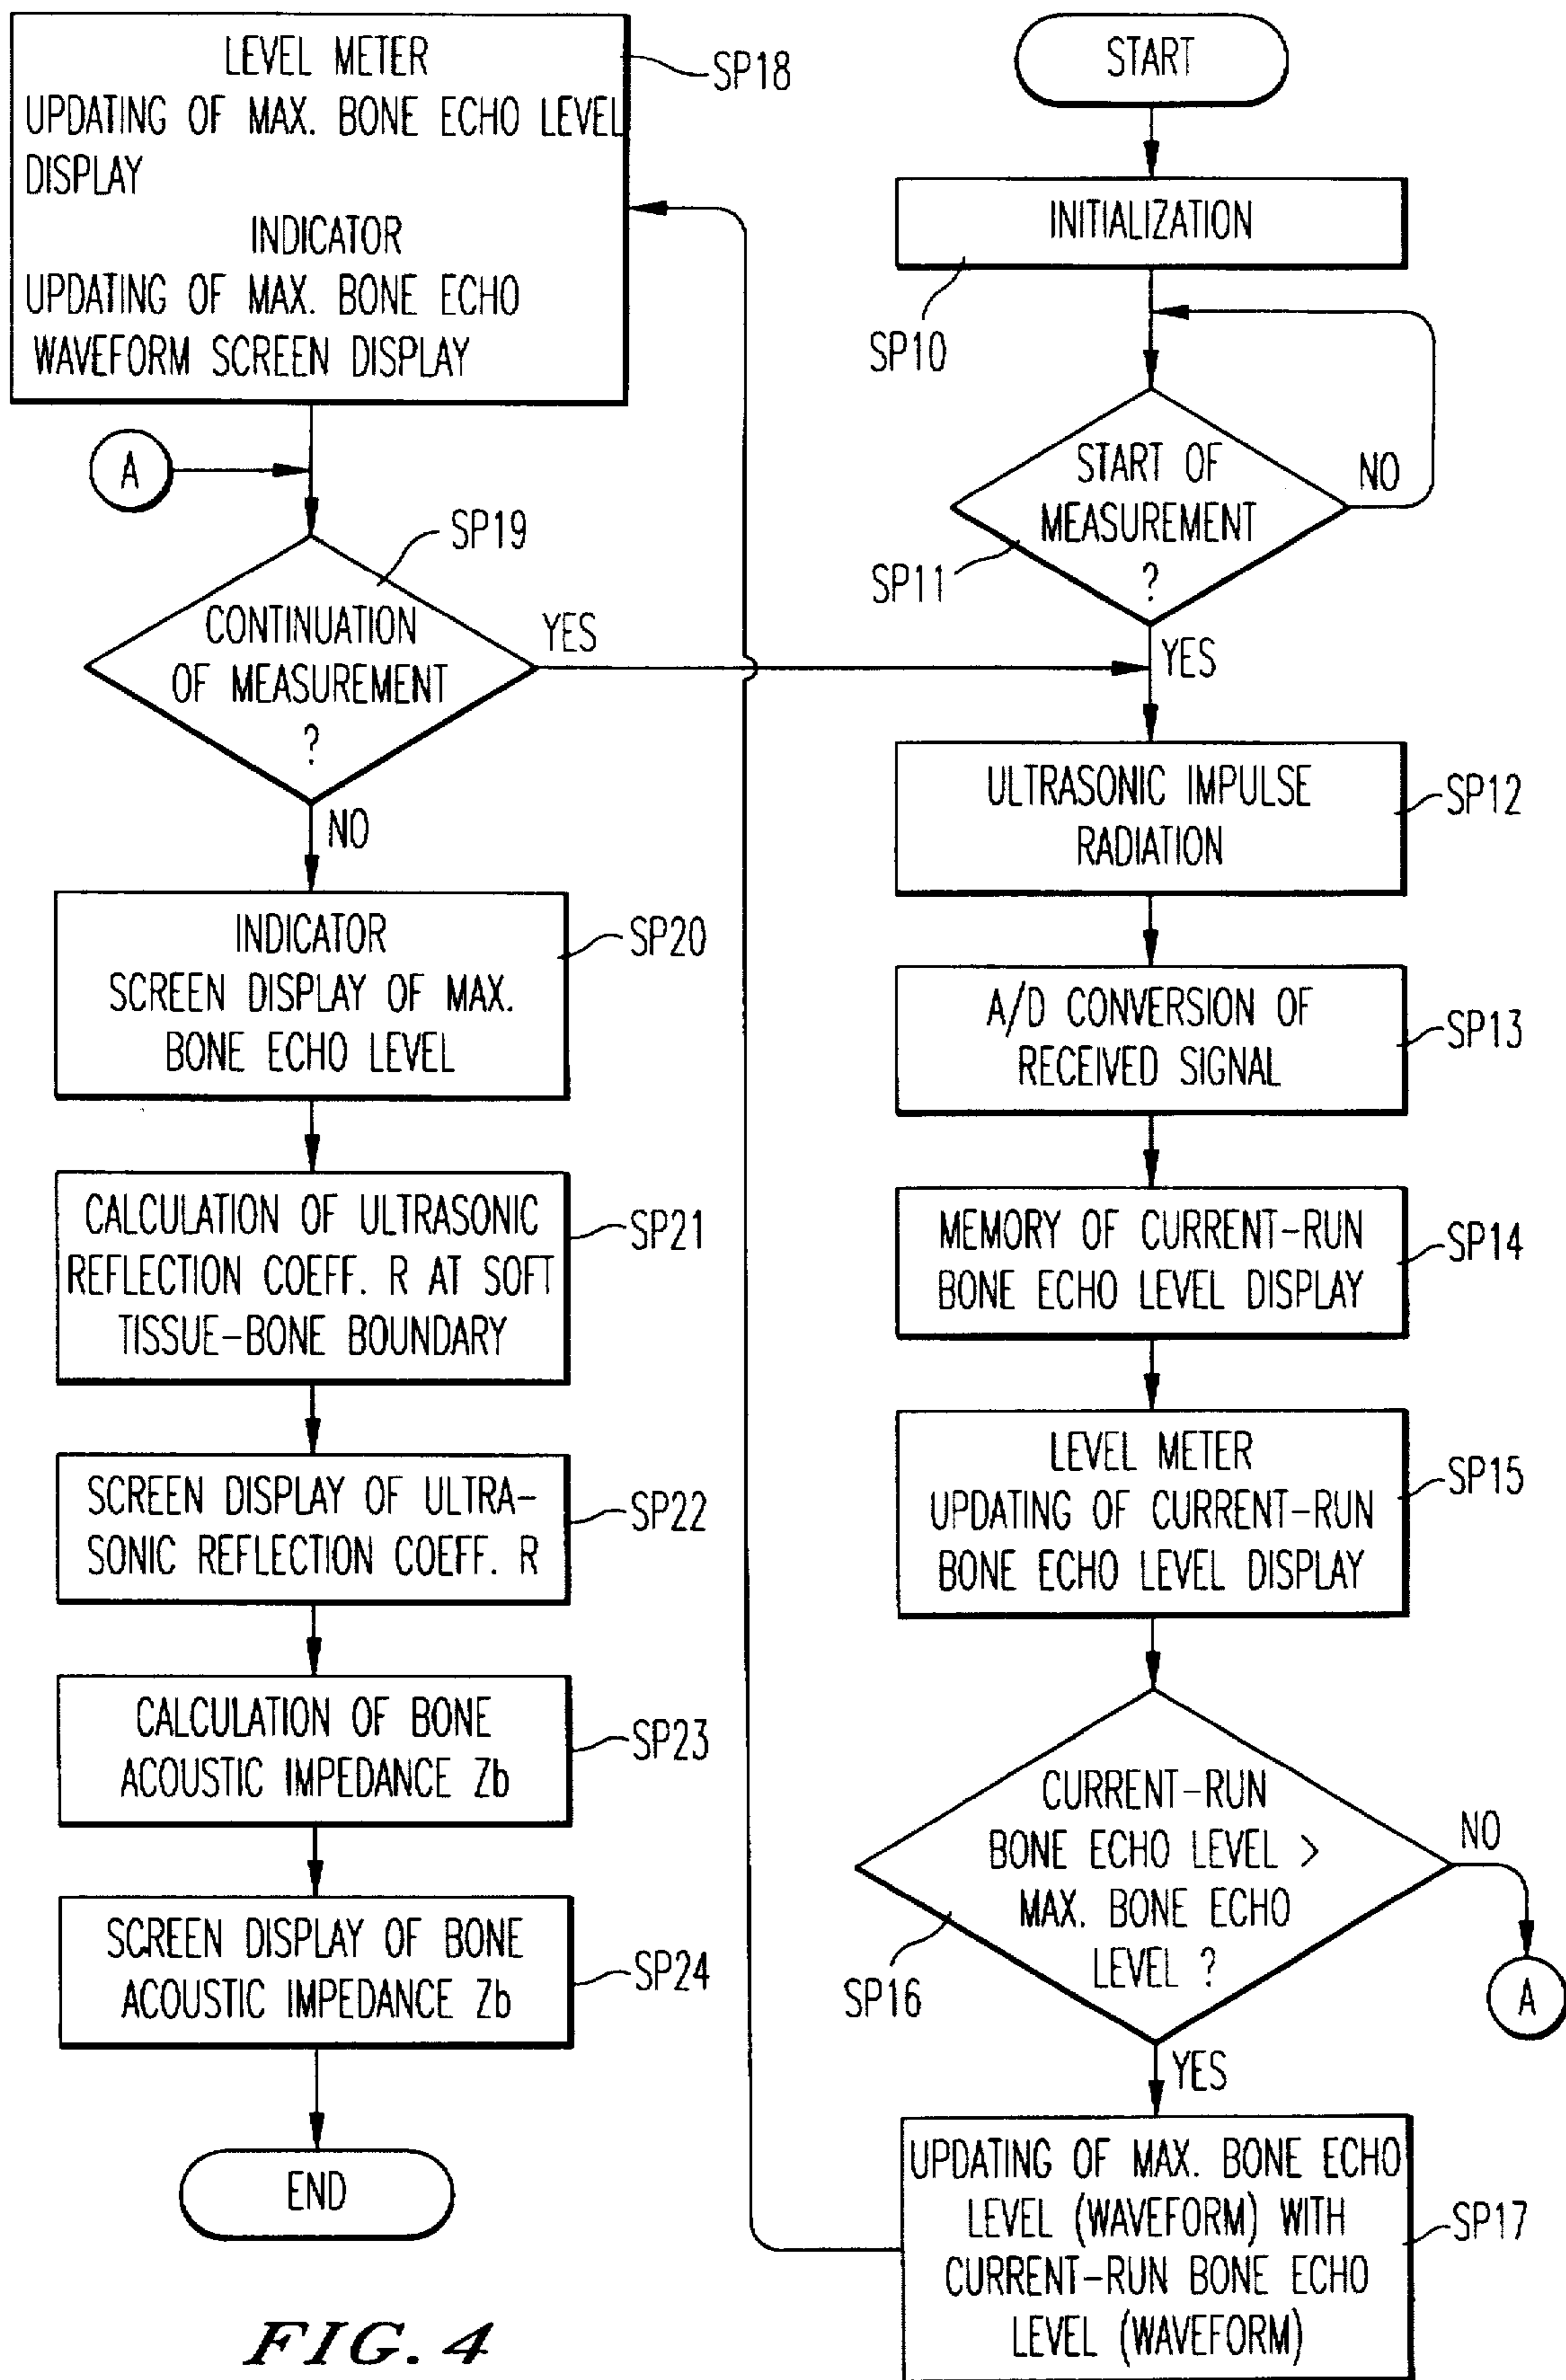 START
INITIALIZATION
SP10
START OF
MEASUREMENT
?
NO
SP11
YES
ULTRASONIC IMPULSE
RADIATION
SP12
A/D CONVERSION OF
RECEIVED SIGNAL
SP13
MEMORY OF CURRENT-RUN
BONE ECHO LEVEL DISPLAY
SP14
LEVEL METER
UPDATING OF CURRENT-RUN
BONE ECHO LEVEL DISPLAY
SP15
CURRENT-RUN
BONE ECHO LEVEL >
MAX. BONE ECHO
LEVEL ?
NO
SP16
A
YES
UPDATING OF MAX. BONE ECHO
LEVEL (WAVEFORM) WITH
CURRENT-RUN BONE ECHO
LEVEL (WAVEFORM)
SP17
LEVEL METER
UPDATING OF MAX. BONE ECHO LEVEL
DISPLAY
INDICATOR
UPDATING OF MAX. BONE ECHO
WAVEFORM SCREEN DISPLAY
SP18
A
SP19
CONTINUATION
OF MEASUREMENT
?
YES
NO
INDICATOR
SCREEN DISPLAY OF MAX.
BONE ECHO LEVEL
SP20
CALCULATION OF ULTRASONIC
REFLECTION COEFF. R AT SOFT
TISSUE-BONE BOUNDARY
SP21
SCREEN DISPLAY OF ULTRA-
SONIC REFLECTION COEFF. R
SP22
CALCULATION OF BONE
ACOUSTIC IMPEDANCE Zb
SP23
SCREEN DISPLAY OF BONE
ACOUSTIC IMPEDANCE Zb
SP24
END
FIG. 4